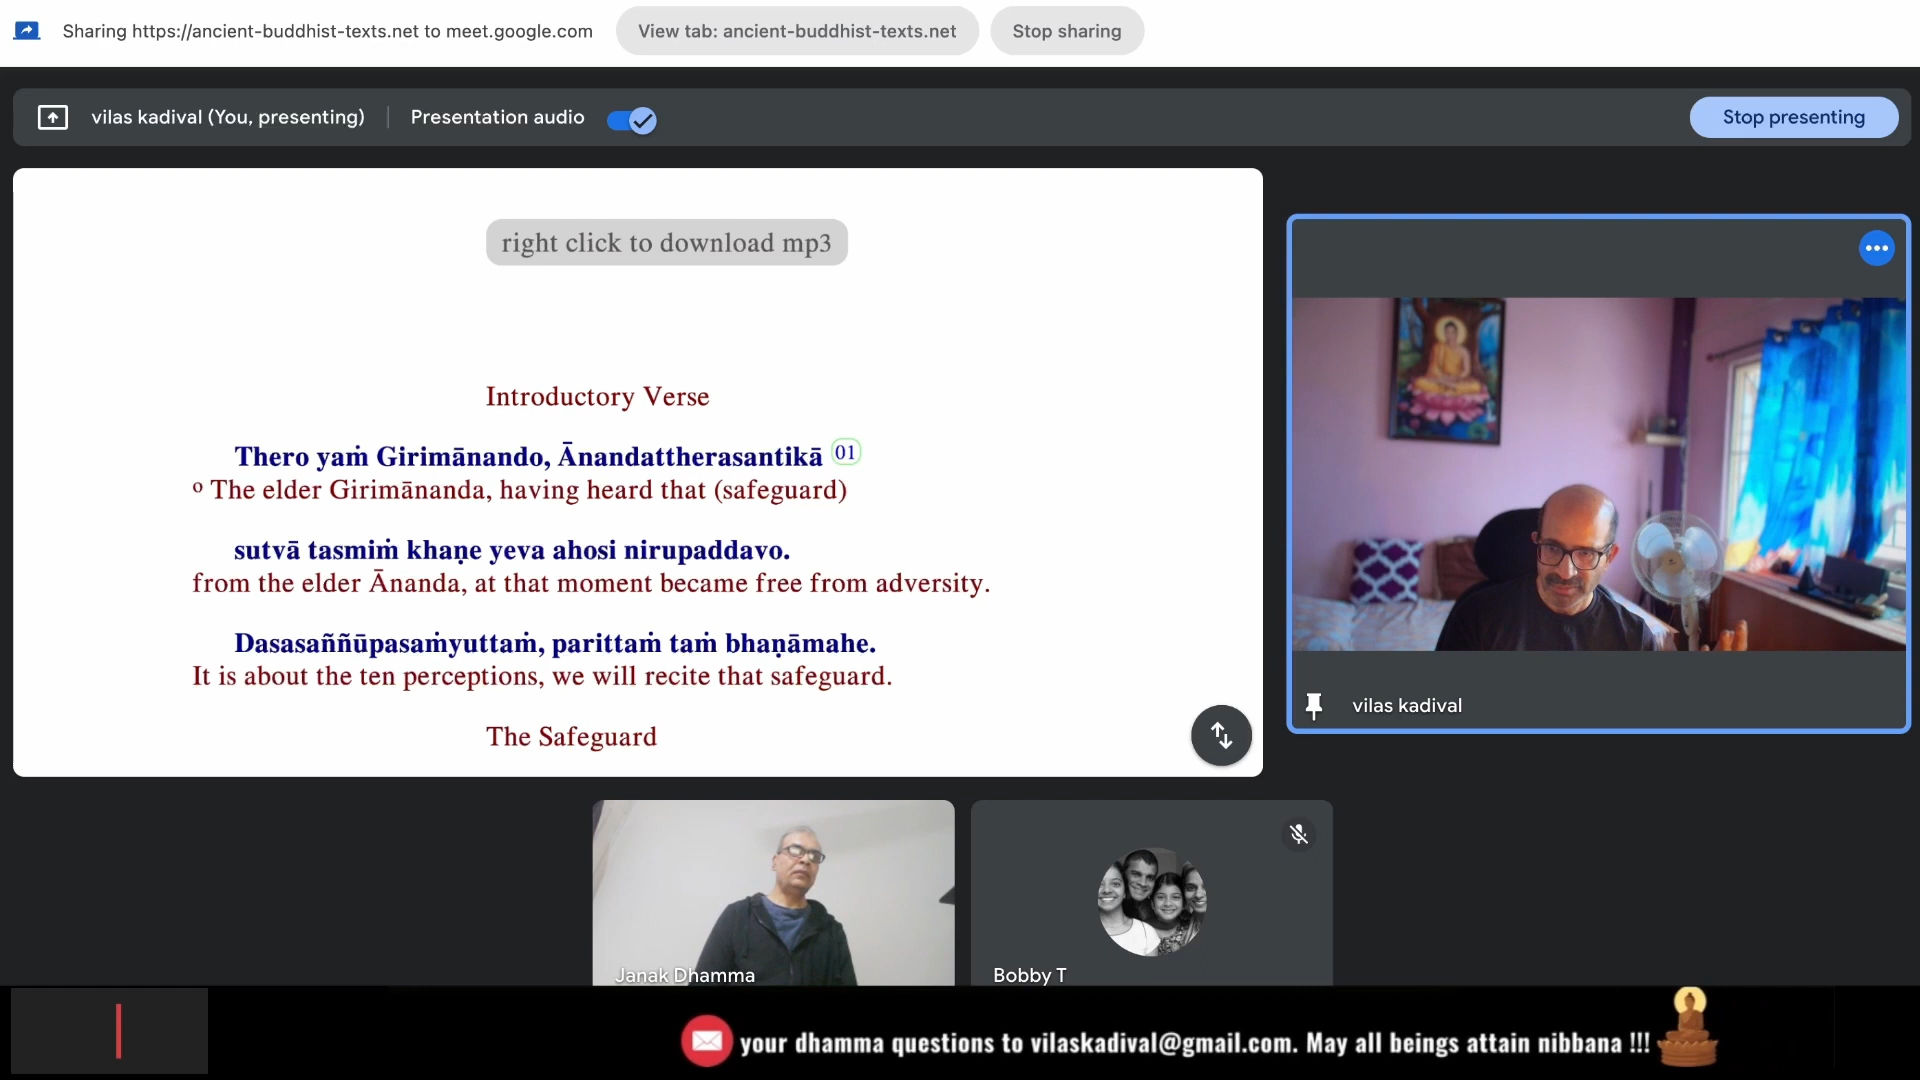 Sharing https://ancient-buddhist-texts.net to meet.google.com
View tab: ancient-buddhist-texts.net
Stop sharing
vilas kadival (You, presenting)
Presentation audio
Stop presenting
right click to download mp3
Introductory Verse
Thero yaṁ Girimānando, Ānandattherasantikā 01
o The elder Girimānanda, having heard that (safeguard)
sutvā tasmiṁ khaṇe yeva ahosi nirupaddavo.
from the elder Ānanda, at that moment became free from adversity.
Dasasaññūpasaṁyuttaṁ, parittaṁ taṁ bhaṇāmahe.
It is about the ten perceptions, we will recite that safeguard.
The Safeguard
vilas kadival
Janak Dhamma
Bobby T
your dhamma questions to vilaskadival@gmail.com. May all beings attain nibbana !!!